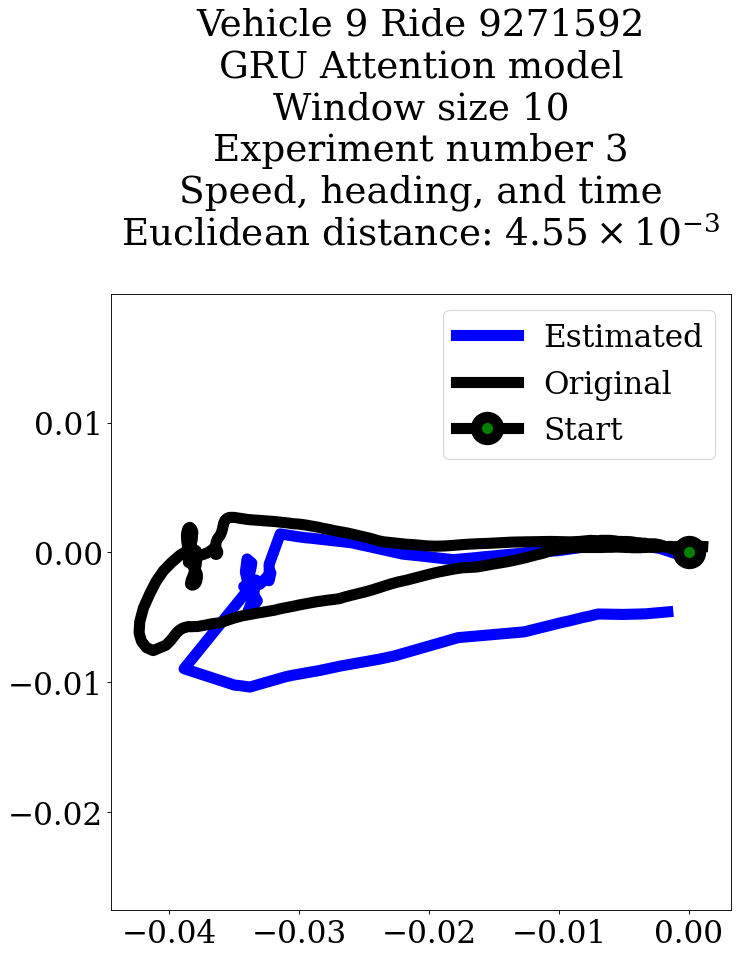 Vehicle 9 Ride 9271592
GRU Attention model
Window size 10
Experiment number 3
Speed, heading, and time
Euclidean distance: 4.55 × 10⁻³
Estimated
Original
Start
0.01
0.00
−0.01
−0.02
−0.04 −0.03 −0.02 −0.01 0.00